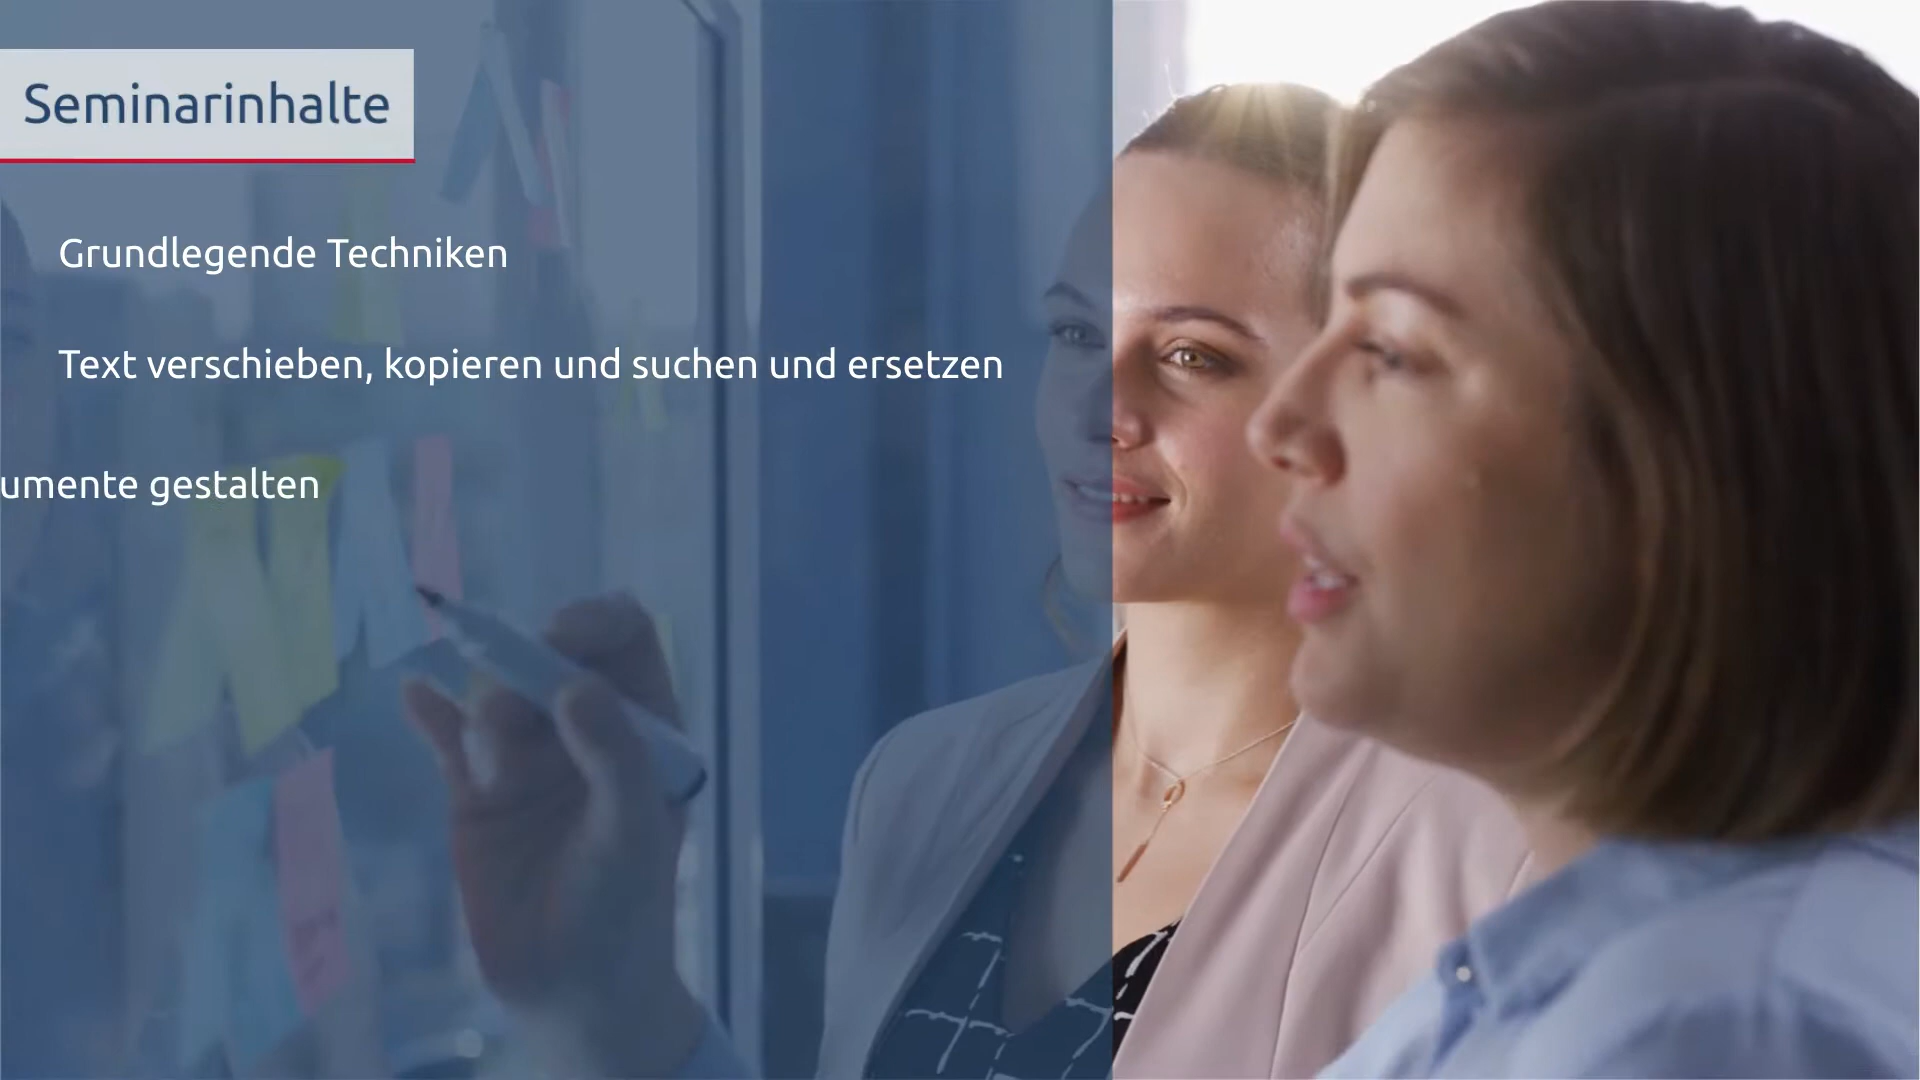 Seminarinhalte
Grundlegende Techniken
Text verschieben, kopieren und suchen und ersetzen
umente gestalten